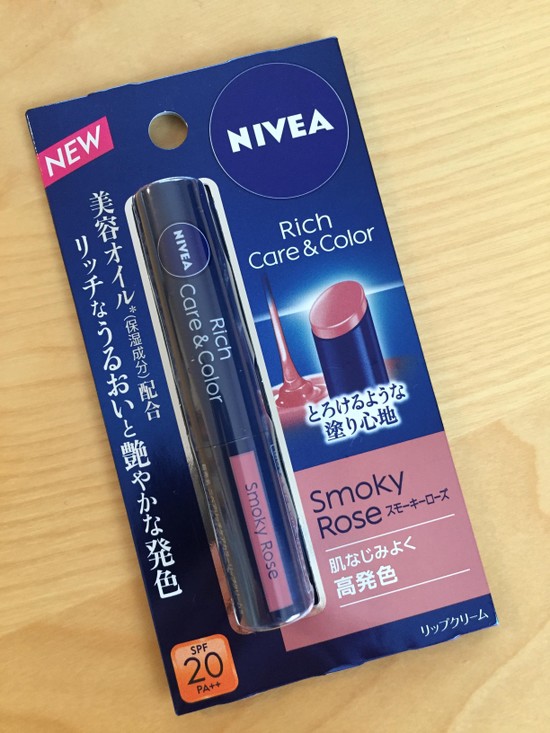 NEW
NIVEA
Rich
Care & Color
美容オイル*(保湿成分)配合
リッチなうるおいと艶やかな発色
NIVEA
Rich
Care & Color
Smoky Rose
とろけるような
塗り心地
Smoky
Rose スモーキーローズ
肌なじみよく
高発色
SPF
20
PA++
リップクリーム